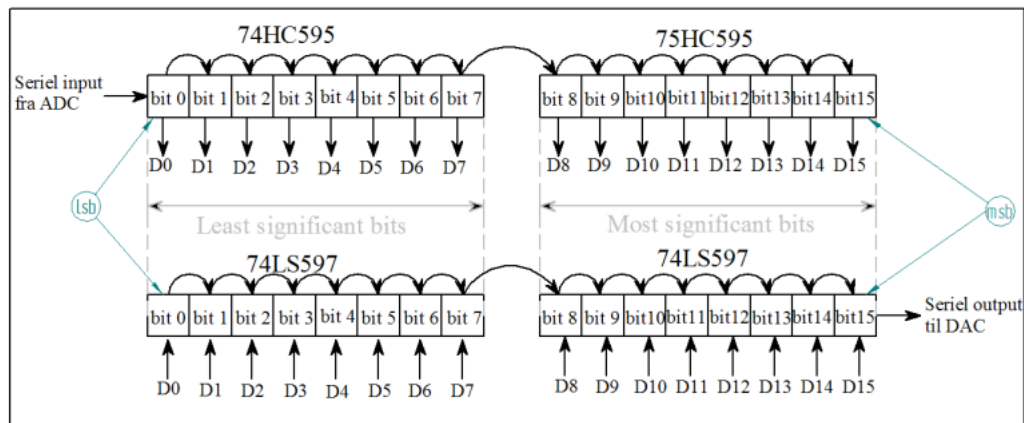 74HC595 75HC595
Seriel input
fra ADC
bit 0 bit 1 bit 2 bit 3 bit 4 bit 5 bit 6 bit 7 bit 8 bit 9 bit10 bit11 bit12 bit13 bit14 bit15
D0 D1 D2 D3 D4 D5 D6 D7 D8 D9 D10 D11 D12 D13 D14 D15
lsb msb
Least significant bits Most significant bits
74LS597 74LS597
bit 0 bit 1 bit 2 bit 3 bit 4 bit 5 bit 6 bit 7 bit 8 bit 9 bit10 bit11 bit12 bit13 bit14 bit15
Seriel output
til DAC
D0 D1 D2 D3 D4 D5 D6 D7 D8 D9 D10 D11 D12 D13 D14 D15